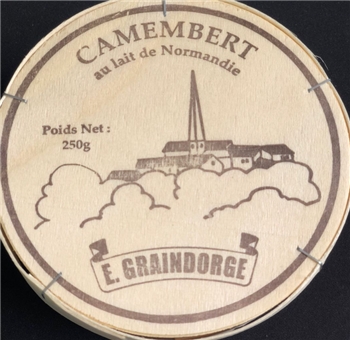 CAMEMBERT
au lait de Normandie
Poids Net :
250g
E. GRAINDORGE